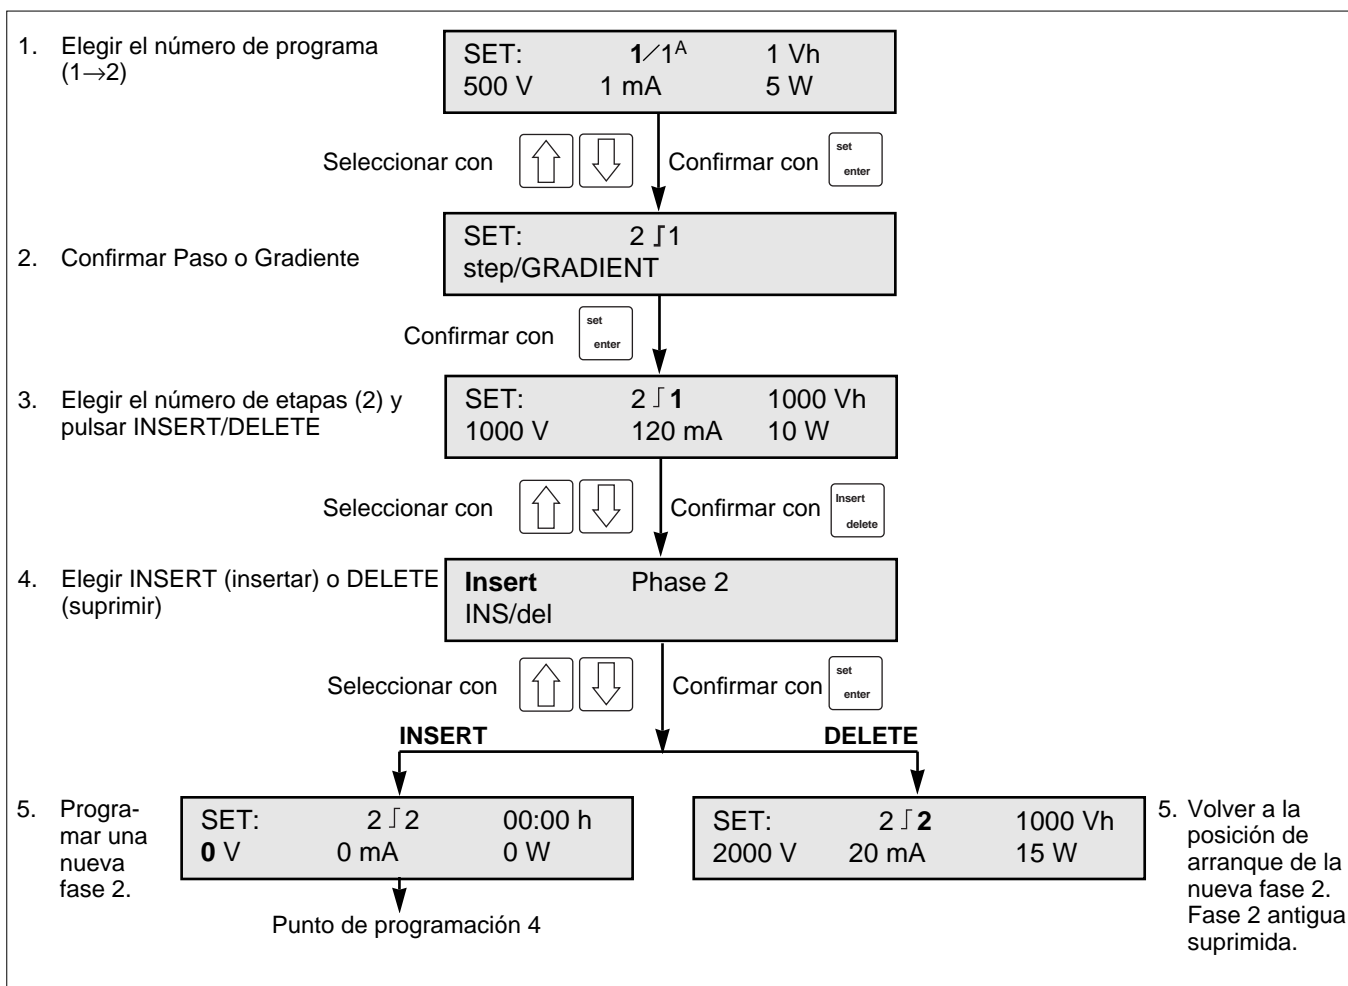 1. Elegir el número de programa
(1→2)
SET: 1/1ᴬ 1 Vh
500 V 1 mA 5 W
Seleccionar con Confirmar con set enter
2. Confirmar Paso o Gradiente
SET: 2 ⌠1
step/GRADIENT
Confirmar con set enter
3. Elegir el número de etapas (2) y
pulsar INSERT/DELETE
SET: 2 ⌠ 1 1000 Vh
1000 V 120 mA 10 W
Seleccionar con Confirmar con Insert delete
4. Elegir INSERT (insertar) o DELETE
(suprimir)
Insert Phase 2
INS/del
Seleccionar con Confirmar con set enter
INSERT DELETE
5. Progra-
mar una
nueva
fase 2.
SET: 2 ⌠ 2 00:00 h
0 V 0 mA 0 W
Punto de programación 4
SET: 2 ⌠ 2 1000 Vh
2000 V 20 mA 15 W
5. Volver a la
posición de
arranque de la
nueva fase 2.
Fase 2 antigua
suprimida.